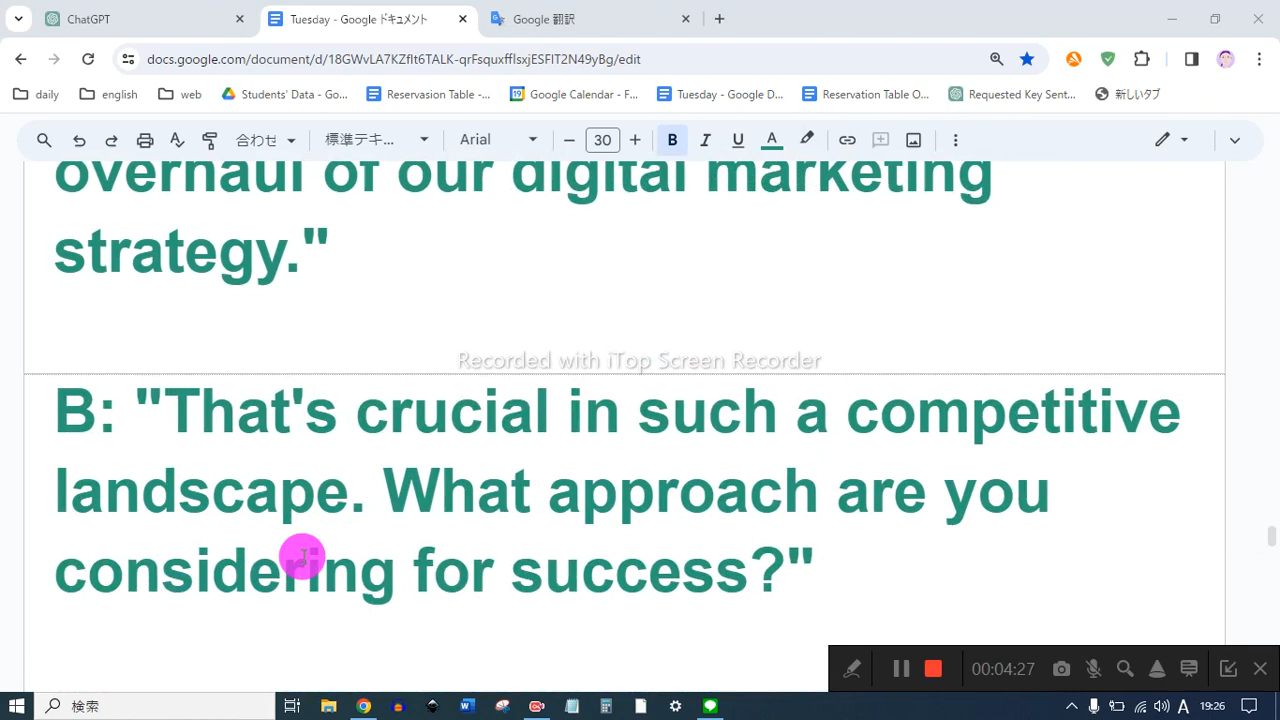 ChatGPT
Tuesday - Google ドキュメント
Google 翻訳
docs.google.com/document/d/18GWvLA7KZfIt6TALK-qrFsquxfflsxjESFIT2N49yBg/edit
daily
english
web
Students' Data - Go...
Reservasion Table -...
Google Calendar - F...
Tuesday - Google D...
Reservation Table O...
Requested Key Sent...
新しいタブ
合わせ
標準テキ...
Arial
30
B
I
U
A
overhaul of our digital marketing
strategy."
Recorded with iTop Screen Recorder
B: "That's crucial in such a competitive
landscape. What approach are you
considering for success?"
00:04:27
検索
A
19:26